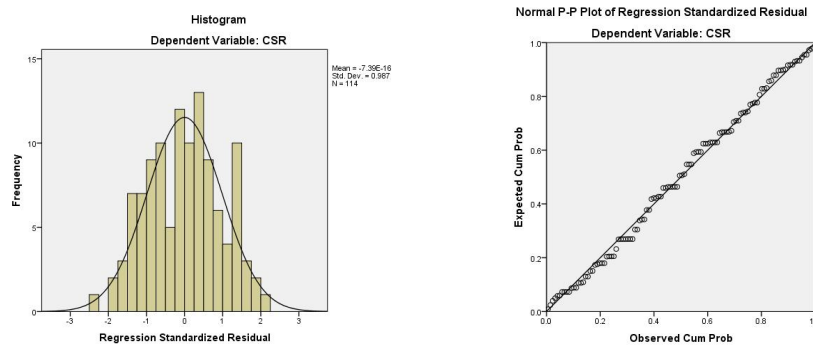 Histogram
Dependent Variable: CSR
Mean = -7.39E-16
Std. Dev. = 0.987
N = 114
15
10
5
0
Frequency
-3 -2 -1 0 1 2 3
Regression Standardized Residual
Normal P-P Plot of Regression Standardized Residual
Dependent Variable: CSR
1.0
0.8
0.6
0.4
0.2
0.0
Expected Cum Prob
0.0 0.2 0.4 0.6 0.8 1.0
Observed Cum Prob